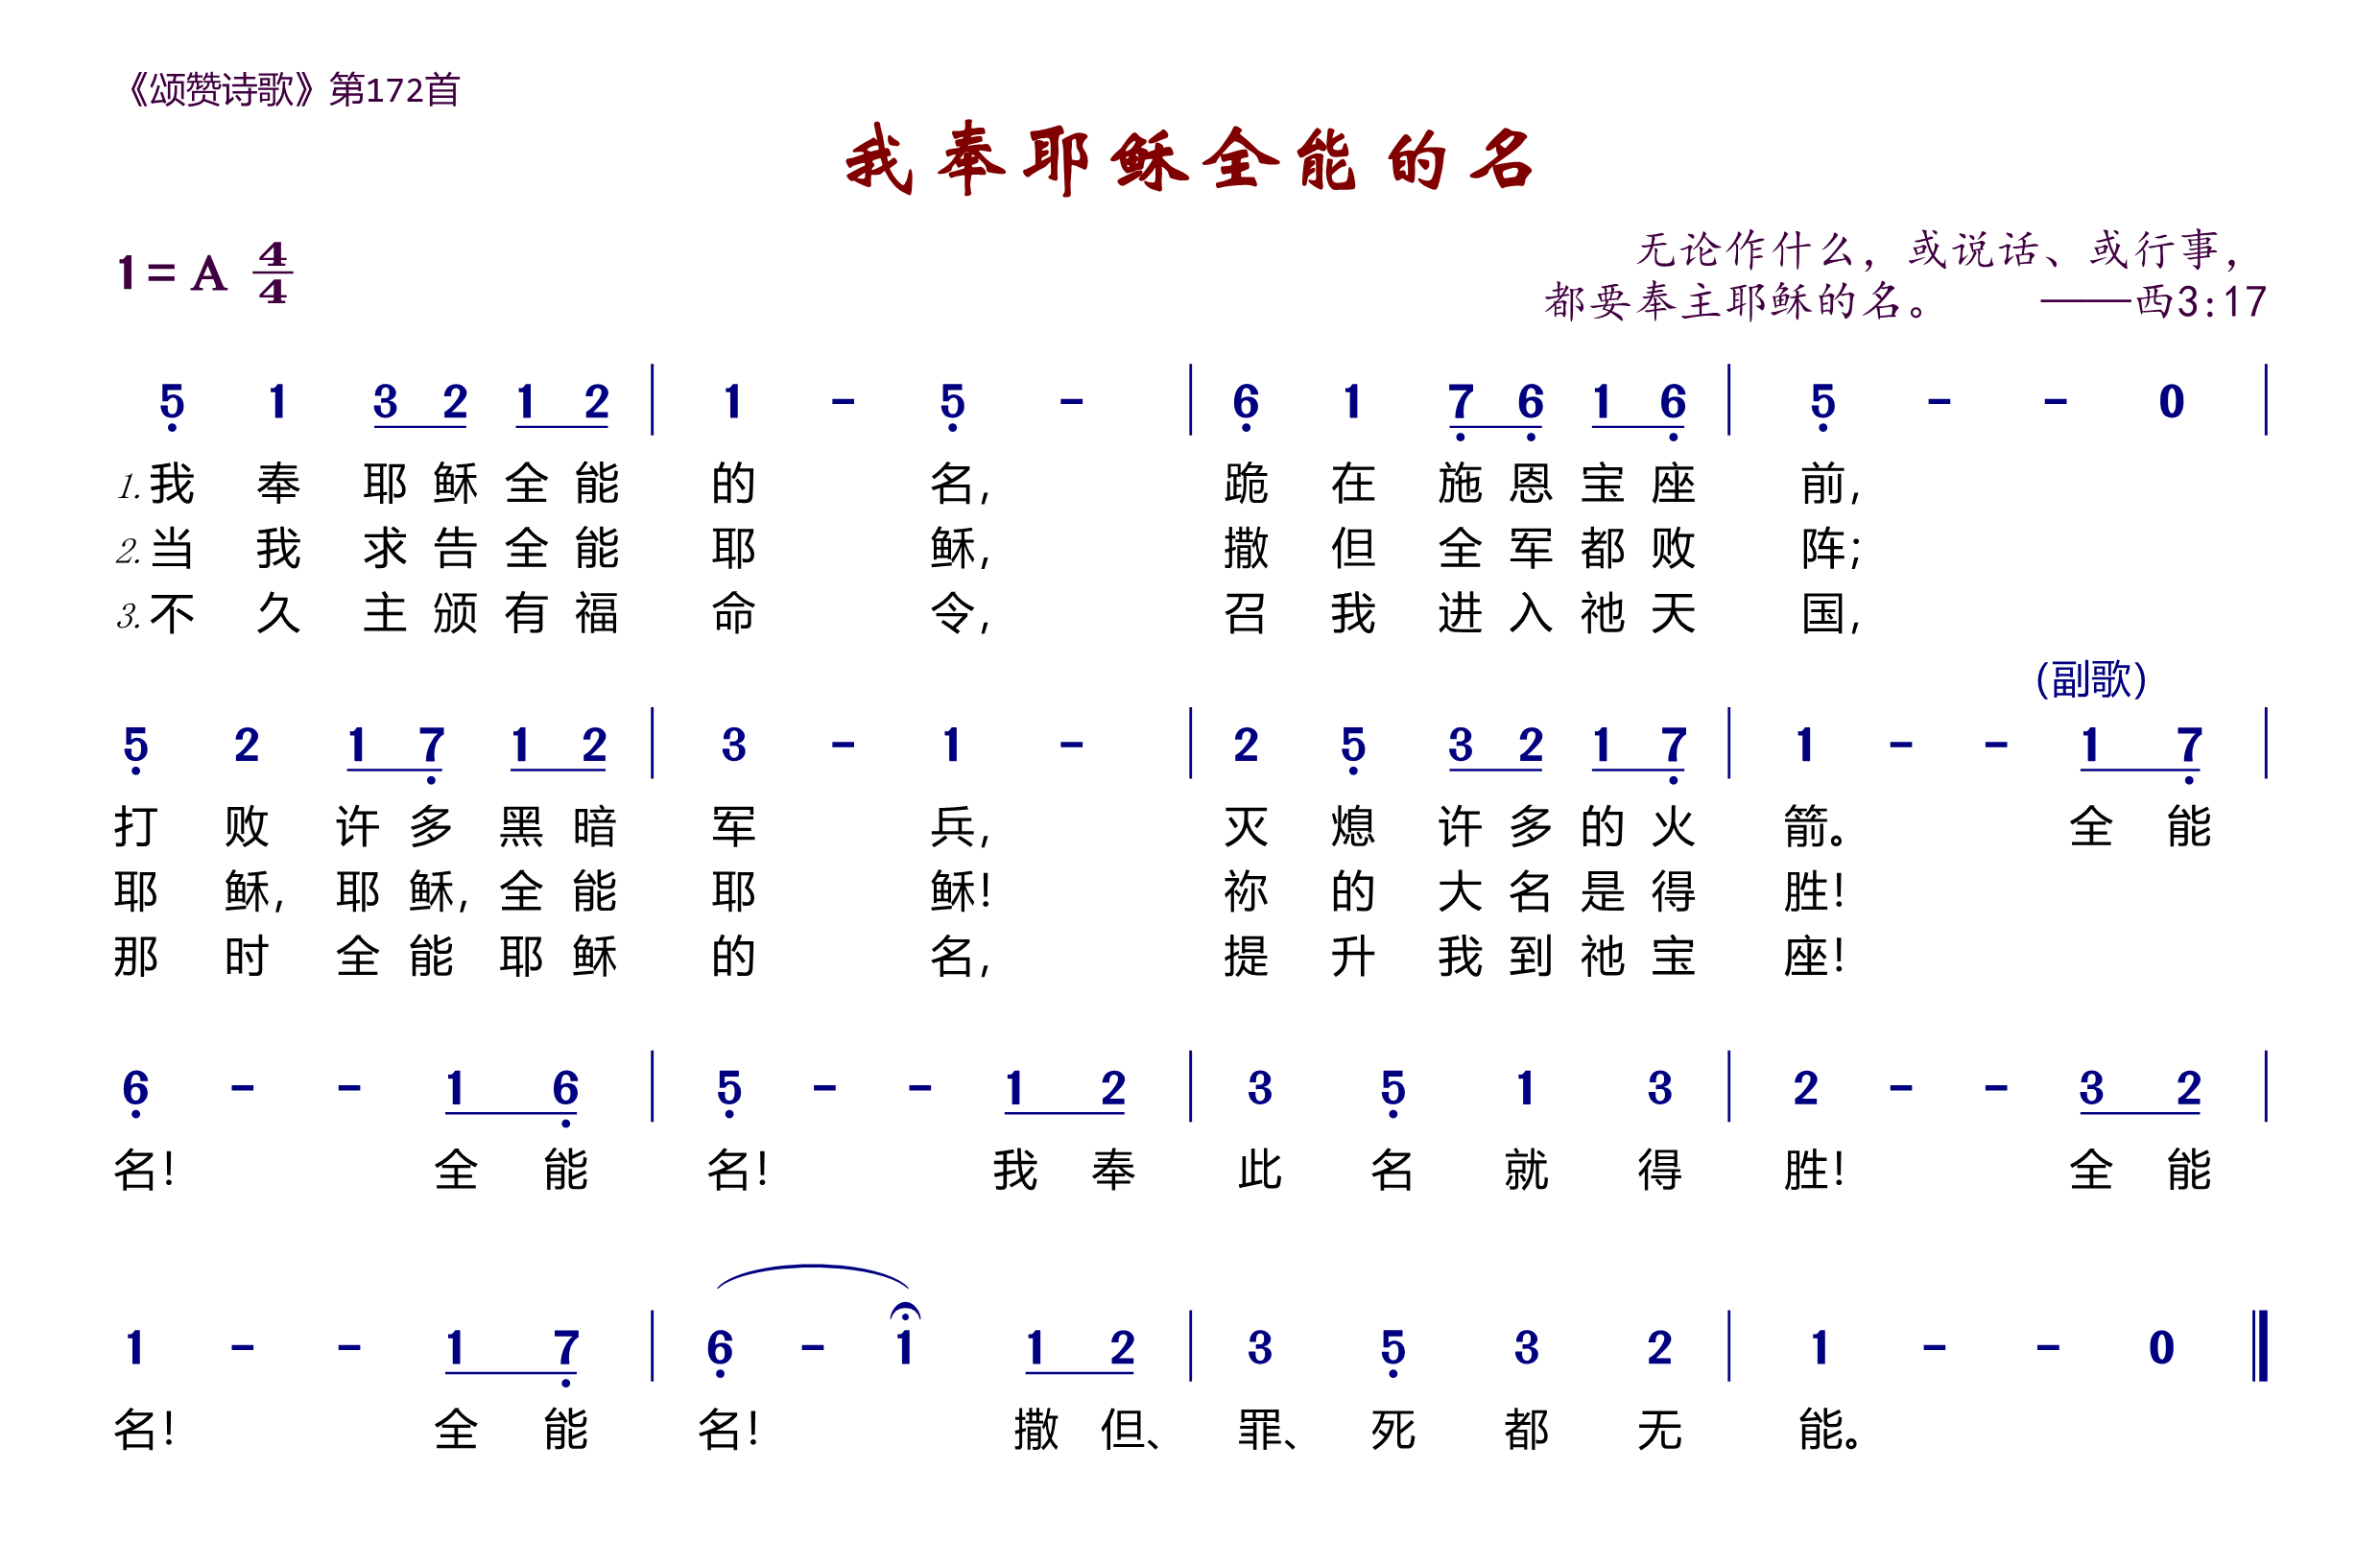 《颂赞诗歌》第172首
我奉耶稣全能的名
1= A 4/4
无论作什么，或说话、或行事，
都要奉主耶稣的名。 ——西3:17
5̣ 1 3 2 1 2 | 1 - 5̣ - | 6̣ 1 7̣ 6̣ 1 6̣ | 5̣ - - 0 |
1.我 奉 耶 稣 全 能 的 名, 跪 在 施 恩 宝 座 前,
2.当 我 求 告 全 能 耶 稣, 撒 但 全 军 都 败 阵;
3.不 久 主 颁 有 福 命 令, 召 我 进 入 祂 天 国,
(副歌)
5̣ 2 1 7̣ 1 2 | 3 - 1 - | 2 5̣ 3 2 1 7̣ | 1 - - 1 7̣ |
打 败 许 多 黑 暗 军 兵, 灭 熄 许 多 的 火 箭。 全 能
耶 稣, 耶 稣, 全 能 耶 稣! 祢 的 大 名 是 得 胜!
那 时 全 能 耶 稣 的 名, 提 升 我 到 祂 宝 座!
6̣ - - 1 6̣ | 5̣ - - 1 2 | 3 5̣ 1 3 | 2 - - 3 2 |
名! 全 能 名! 我 奉 此 名 就 得 胜! 全 能
1 - - 1 7̣ | 6̣ - 1 1 2 | 3 5̣ 3 2 | 1 - - 0 ‖
名! 全 能 名! 撒 但、 罪、 死 都 无 能。